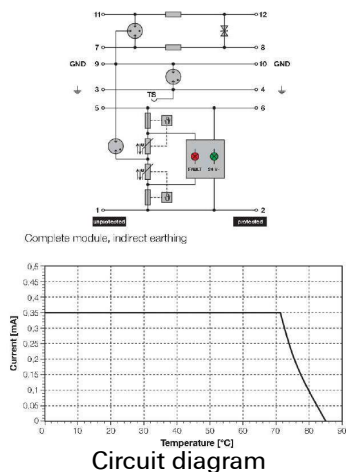 11 12
7 8
GND 9 10 GND
3 4
TS
5 6
FAULT
1 2
unprotected protected
Complete module, indirect earthing
0,5
0,45
0,4
0,35
0,3
0,25
0,2
0,15
0,1
0,05
0
Current [mA]
0 10 20 30 40 50 60 70 80 90
Temperature [°C]
Circuit diagram